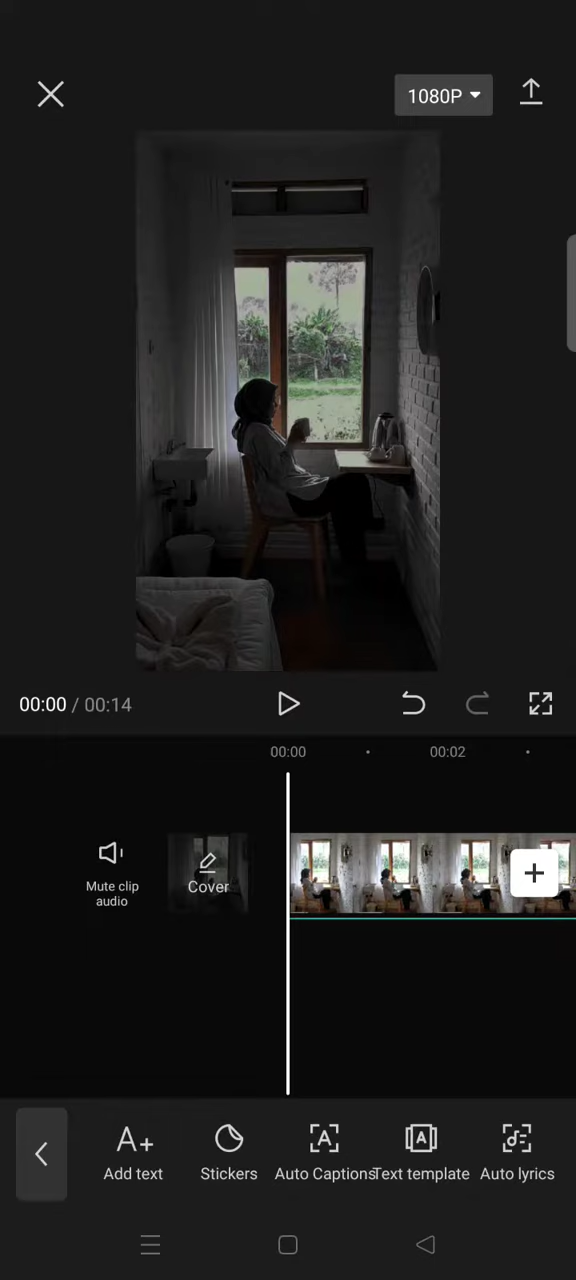 1080P
00:00 / 00:14
00:00
00:02
Mute clip
audio
Cover
Add text
Stickers
Auto Captions
Text template
Auto lyrics